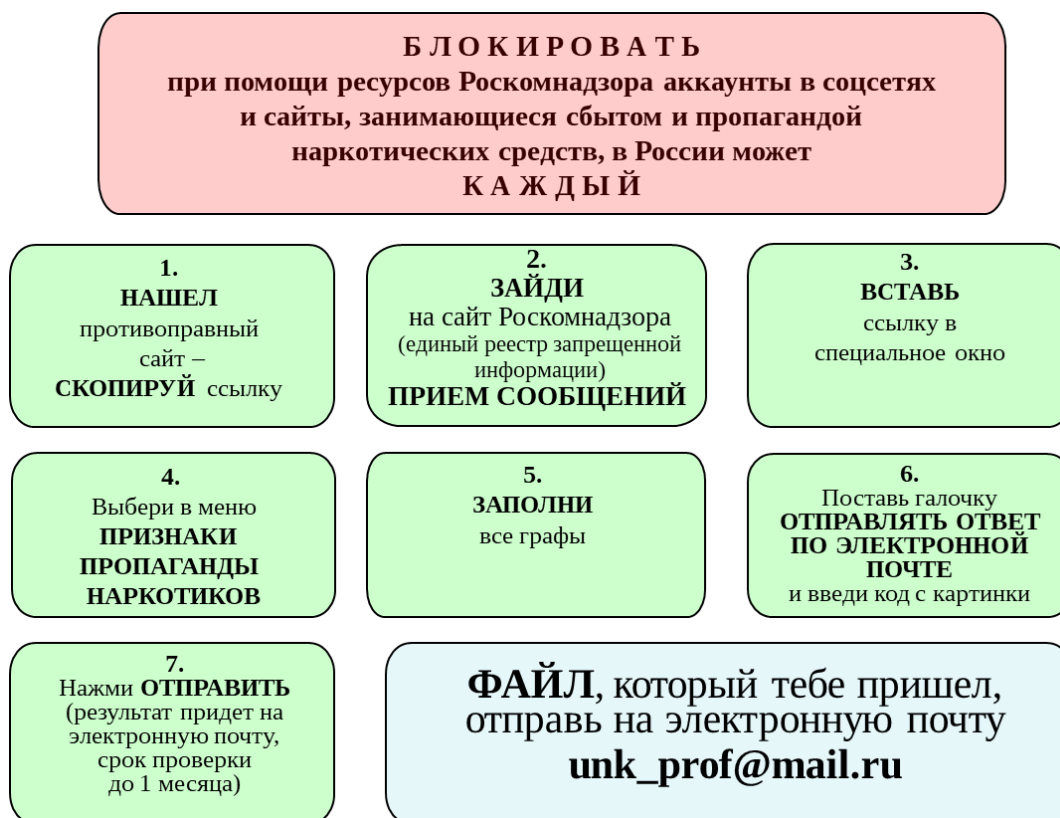 Б Л О К И Р О В А Т Ь
при помощи ресурсов Роскомнадзора аккаунты в соцсетях
и сайты, занимающиеся сбытом и пропагандой
наркотических средств, в России может
К А Ж Д Ы Й
1.
НАШЕЛ
противоправный
сайт –
СКОПИРУЙ ссылку
2.
ЗАЙДИ
на сайт Роскомнадзора
(единый реестр запрещенной
информации)
ПРИЕМ СООБЩЕНИЙ
3.
ВСТАВЬ
ссылку в
специальное окно
4.
Выбери в меню
ПРИЗНАКИ
ПРОПАГАНДЫ
НАРКОТИКОВ
5.
ЗАПОЛНИ
все графы
6.
Поставь галочку
ОТПРАВЛЯТЬ ОТВЕТ
ПО ЭЛЕКТРОННОЙ
ПОЧТЕ
и введи код с картинки
7.
Нажми ОТПРАВИТЬ
(результат придет на
электронную почту,
срок проверки
до 1 месяца)
ФАЙЛ, который тебе пришел,
отправь на электронную почту
unk_prof@mail.ru